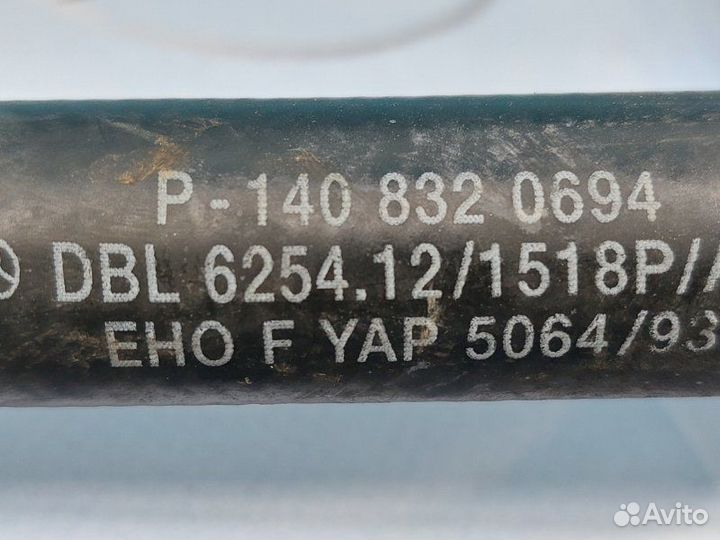 P-140 832 0694
DBL 6254.12/1518P//
EHO F YAP 5064/93
Avito